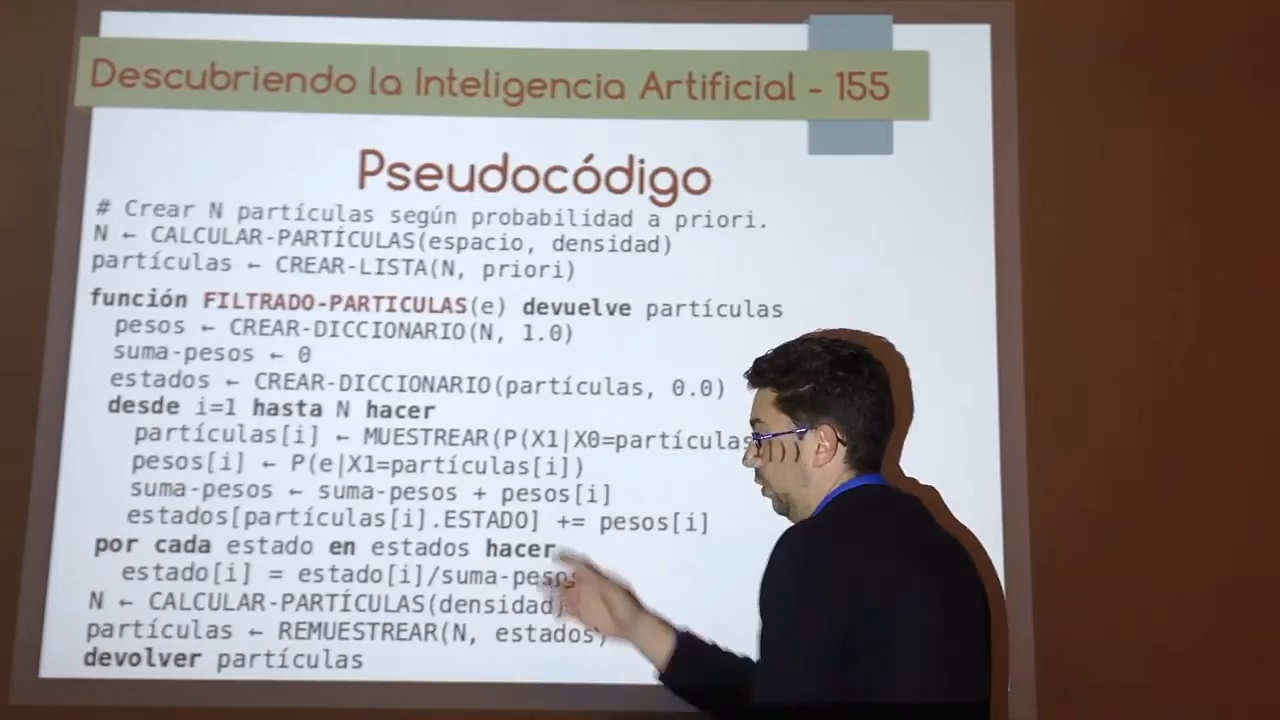 Descubriendo la Inteligencia Artificial - 155
Pseudocódigo
# Crear N partículas según probabilidad a priori.
N ← CALCULAR-PARTÍCULAS(espacio, densidad)
partículas ← CREAR-LISTA(N, priori)
función FILTRADO-PARTICULAS(e) devuelve partículas
pesos ← CREAR-DICCIONARIO(N, 1.0)
suma-pesos ← 0
estados ← CREAR-DICCIONARIO(partículas, 0.0)
desde i=1 hasta N hacer
partículas[i] ← MUESTREAR(P(X1|X0=partículas
pesos[i] ← P(e|X1=partículas[i])
suma-pesos ← suma-pesos + pesos[i]
estados[partículas[i].ESTADO] += pesos[i]
por cada estado en estados hacer
estado[i] = estado[i]/suma-pesos
N ← CALCULAR-PARTÍCULAS(densidad)
partículas ← REMUESTREAR(N, estados)
devolver partículas